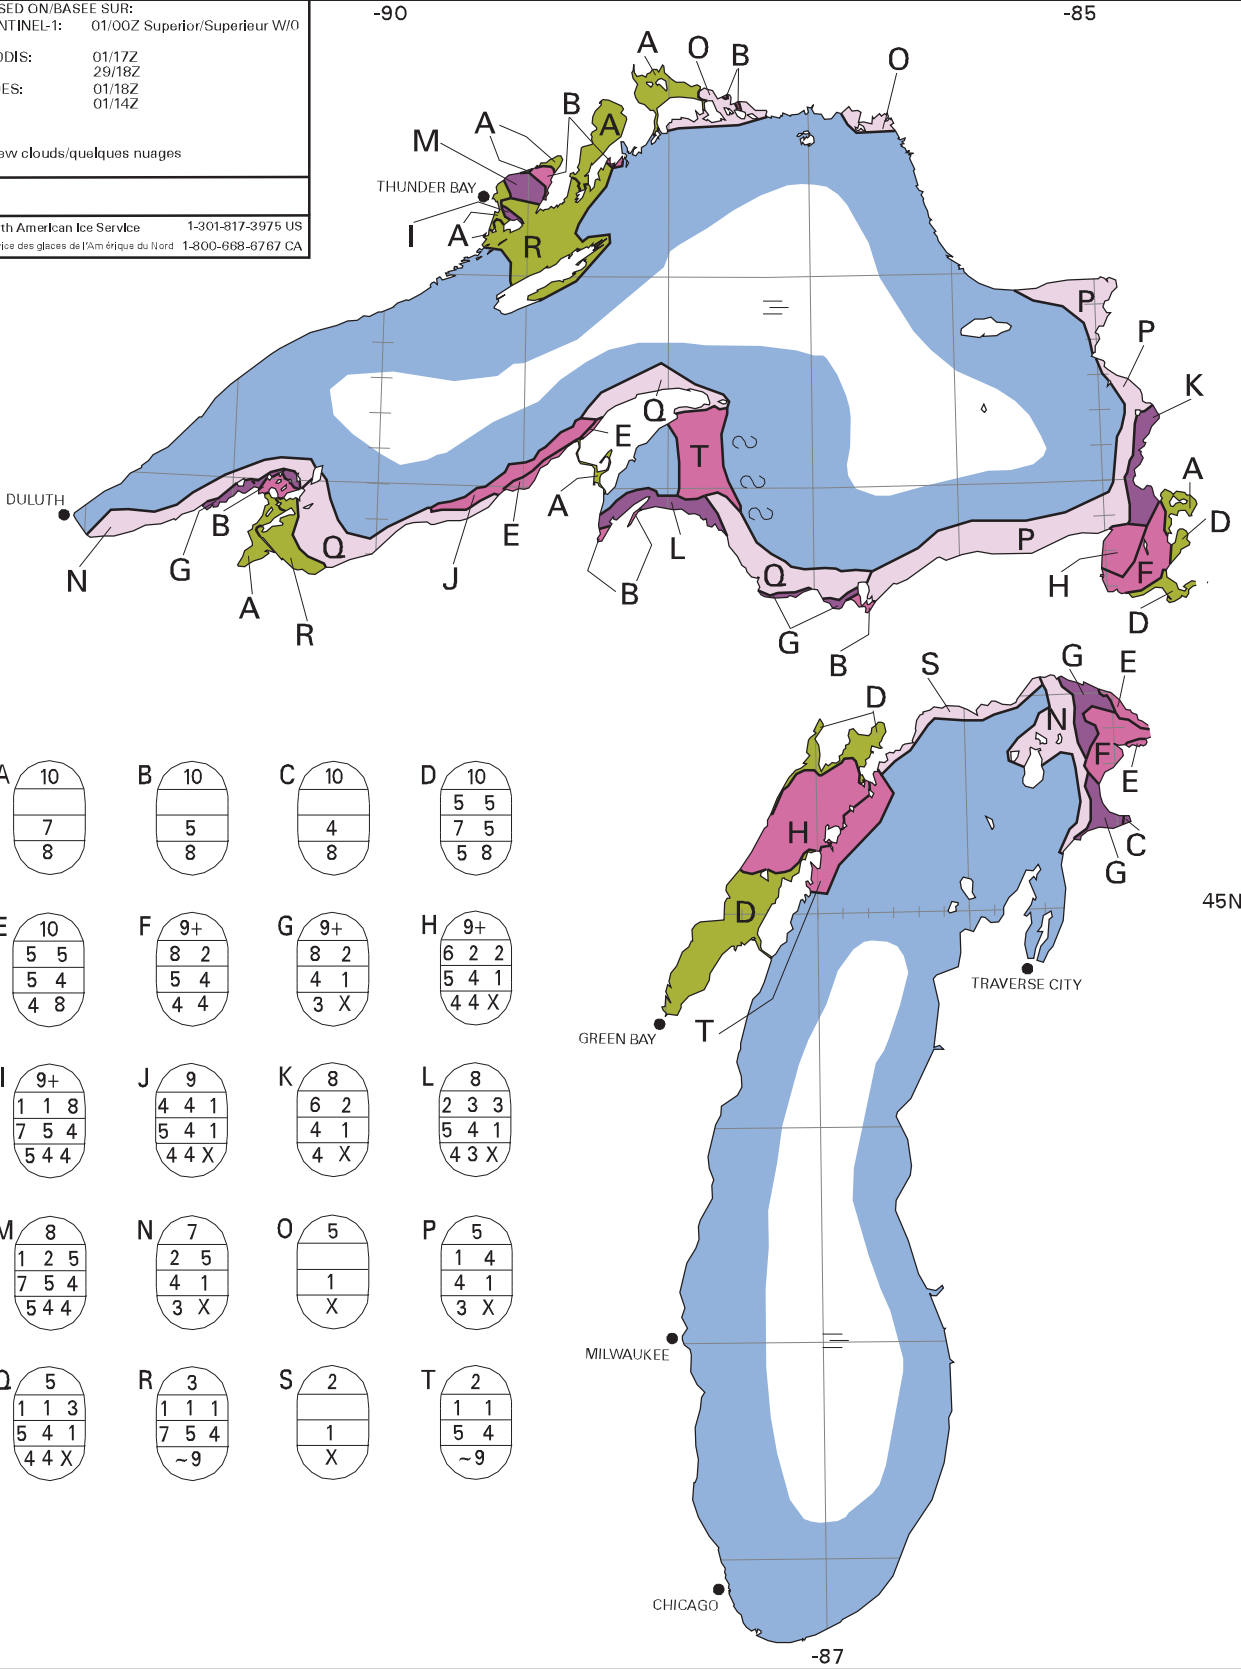 SED ON/BASEE SUR:
NTINEL-1: 01/00Z Superior/Superieur W/0
ODIS: 01/17Z
29/18Z
ES: 01/18Z
01/14Z
ew clouds/quelques nuages
rth American Ice Service 1-301-817-3975 US
vice des glaces de l'Amérique du Nord 1-800-668-6767 CA
-90 -85
A O B O
B A
A
M
THUNDER BAY
I A R
P
P
K
Q
E
T
A
DULUTH
B
A
D
N G Q J E L P
A
B
H F
D
A R
Q
G
B
S G E
D
N
F
E
H
C
G
D
45N
TRAVERSE CITY
GREEN BAY
T
MILWAUKEE
CHICAGO
-87
A B C D
10 10 10 10
5 5
7 5 4 7 5
8 8 8 5 8
E F G H
10 9+ 9+ 9+
5 5 8 2 8 2 6 2 2
5 4 5 4 4 1 5 4 1
4 8 4 4 3 X 4 4 X
I J K L
9+ 9 8 8
1 1 8 4 4 1 6 2 2 3 3
7 5 4 5 4 1 4 1 5 4 1
5 4 4 4 4 X 4 X 4 3 X
M N O P
8 7 5 5
1 2 5 2 5 1 4
7 5 4 4 1 1 4 1
5 4 4 3 X X 3 X
Q R S T
5 3 2 2
1 1 3 1 1 1 1 1
5 4 1 7 5 4 1 5 4
4 4 X ~9 X ~9